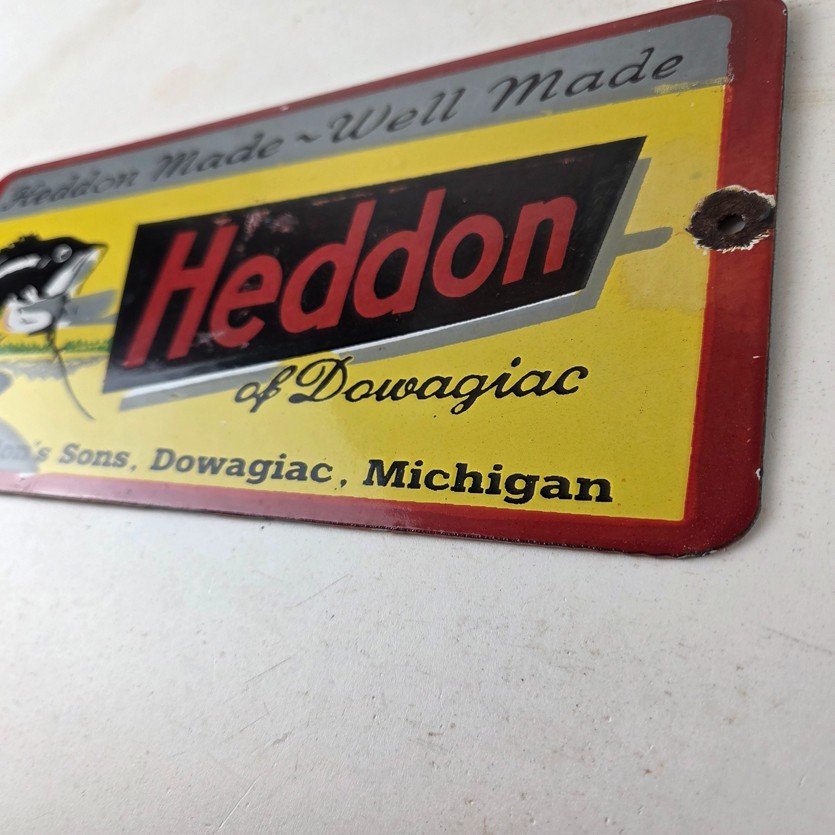 Heddon Made ~ Well Made
Heddon
of Dowagiac
Sons, Dowagiac, Michigan